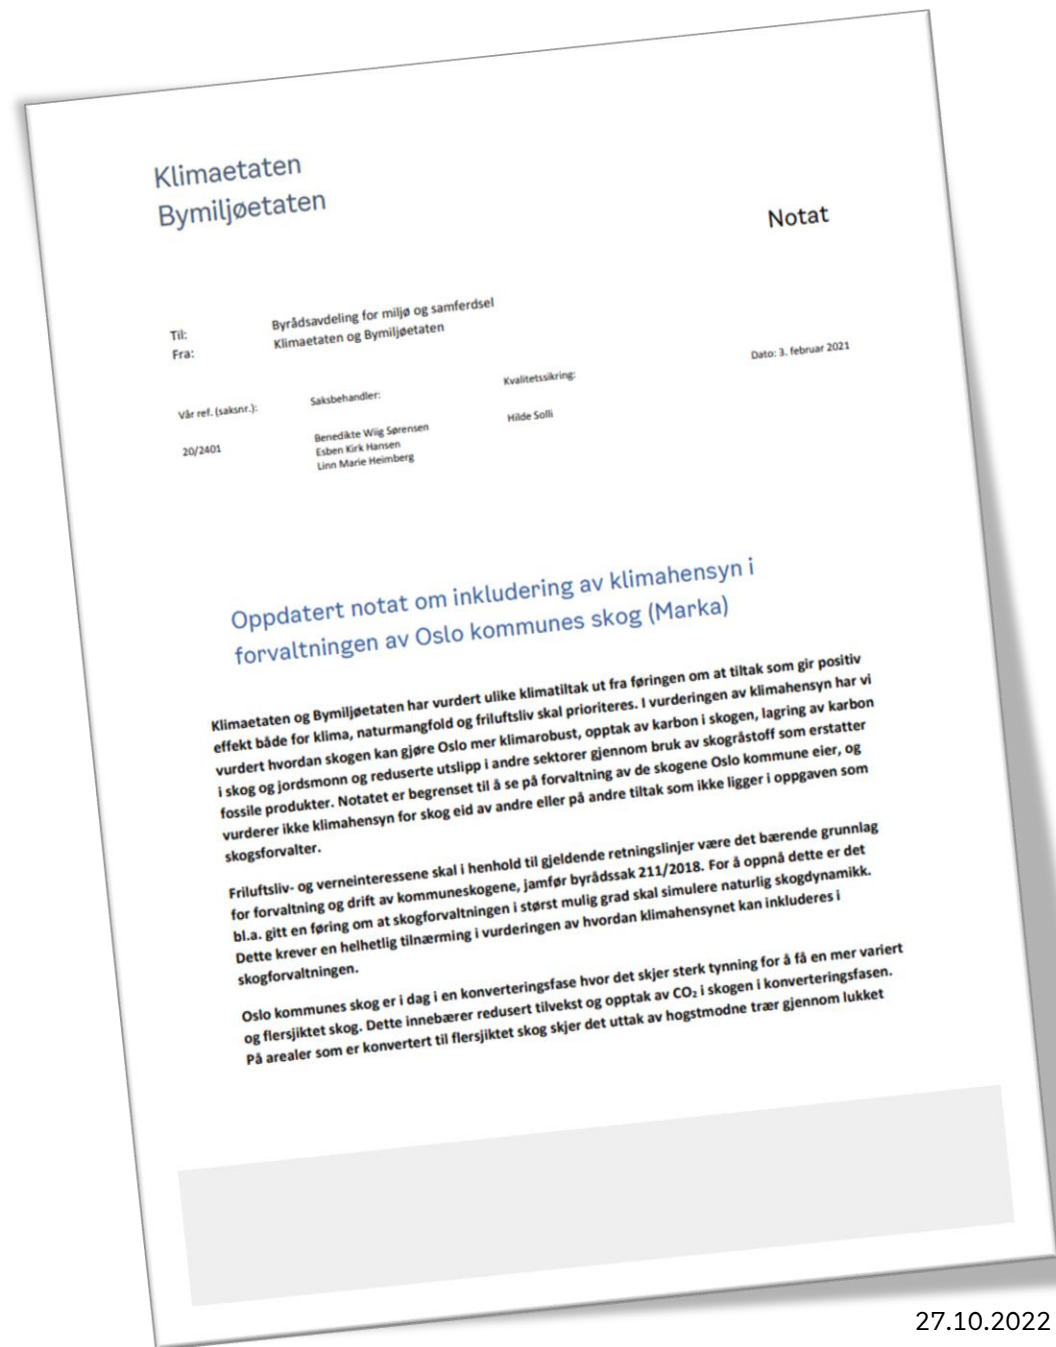 Klimaetaten
Bymiljøetaten
Notat
Til: Byrådsavdeling for miljø og samferdsel
Fra: Klimaetaten og Bymiljøetaten
Dato: 3. februar 2021
Vår ref. (saksnr.): Saksbehandler: Kvalitetssikring:
20/2401 Benedikte Wiig Sørensen Hilde Solli
Esben Kirk Hansen
Linn Marie Heimberg
Oppdatert notat om inkludering av klimahensyn i
forvaltningen av Oslo kommunes skog (Marka)
Klimaetaten og Bymiljøetaten har vurdert ulike klimatiltak ut fra føringen om at tiltak som gir positiv
effekt både for klima, naturmangfold og friluftsliv skal prioriteres. I vurderingen av klimahensyn har vi
vurdert hvordan skogen kan gjøre Oslo mer klimarobust, opptak av karbon i skogen, lagring av karbon
i skog og jordsmonn og reduserte utslipp i andre sektorer gjennom bruk av skogråstoff som erstatter
fossile produkter. Notatet er begrenset til å se på forvaltning av de skogene Oslo kommune eier, og
vurderer ikke klimahensyn for skog eid av andre eller på andre tiltak som ikke ligger i oppgaven som
skogsforvalter.
Friluftsliv- og verneinteressene skal i henhold til gjeldende retningslinjer være det bærende grunnlag
for forvaltning og drift av kommuneskogene, jamfør byrådssak 211/2018. For å oppnå dette er det
bl.a. gitt en føring om at skogforvaltningen i størst mulig grad skal simulere naturlig skogdynamikk.
Dette krever en helhetlig tilnærming i vurderingen av hvordan klimahensynet kan inkluderes i
skogforvaltningen.
Oslo kommunes skog er i dag i en konverteringsfase hvor det skjer sterk tynning for å få en mer variert
og flersjiktet skog. Dette innebærer redusert tilvekst og opptak av CO₂ i skogen i konverteringsfasen.
På arealer som er konvertert til flersjiktet skog skjer det uttak av hogstmodne trær gjennom lukket
27.10.2022